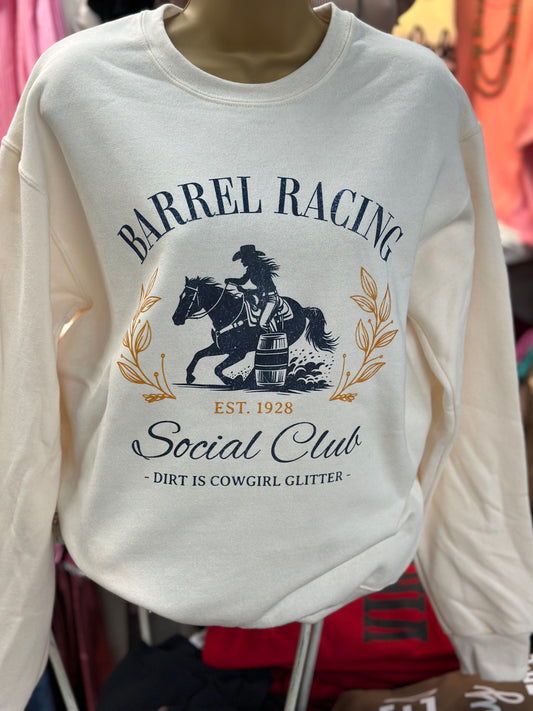 BARREL RACING
EST. 1928
Social Club
- DIRT IS COWGIRL GLITTER -